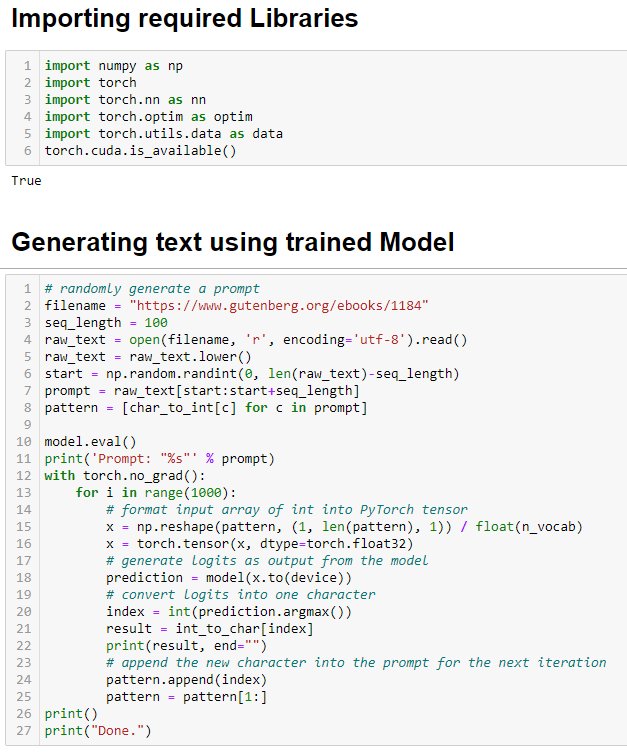 Importing required Libraries
1 import numpy as np
2 import torch
3 import torch.nn as nn
4 import torch.optim as optim
5 import torch.utils.data as data
6 torch.cuda.is_available()
True
Generating text using trained Model
1 # randomly generate a prompt
2 filename = "https://www.gutenberg.org/ebooks/1184"
3 seq_length = 100
4 raw_text = open(filename, 'r', encoding='utf-8').read()
5 raw_text = raw_text.lower()
6 start = np.random.randint(0, len(raw_text)-seq_length)
7 prompt = raw_text[start:start+seq_length]
8 pattern = [char_to_int[c] for c in prompt]
9
10 model.eval()
11 print('Prompt: "%s"' % prompt)
12 with torch.no_grad():
13     for i in range(1000):
14         # format input array of int into PyTorch tensor
15         x = np.reshape(pattern, (1, len(pattern), 1)) / float(n_vocab)
16         x = torch.tensor(x, dtype=torch.float32)
17         # generate logits as output from the model
18         prediction = model(x.to(device))
19         # convert logits into one character
20         index = int(prediction.argmax())
21         result = int_to_char[index]
22         print(result, end="")
23         # append the new character into the prompt for the next iteration
24         pattern.append(index)
25         pattern = pattern[1:]
26 print()
27 print("Done.")